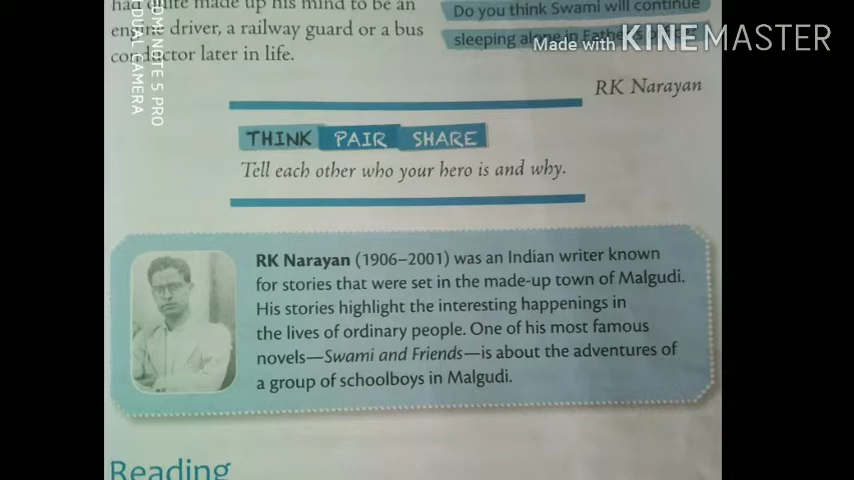 had quite made up his mind to be an
engine driver, a railway guard or a bus
conductor later in life.
Do you think Swami will continue
sleeping alone in Father's
Made with KINEMASTER
RK Narayan
REDMI NOTE 5 PRO
DUAL CAMERA
THINK PAIR SHARE
Tell each other who your hero is and why.
RK Narayan (1906–2001) was an Indian writer known
for stories that were set in the made-up town of Malgudi.
His stories highlight the interesting happenings in
the lives of ordinary people. One of his most famous
novels—Swami and Friends—is about the adventures of
a group of schoolboys in Malgudi.
Reading